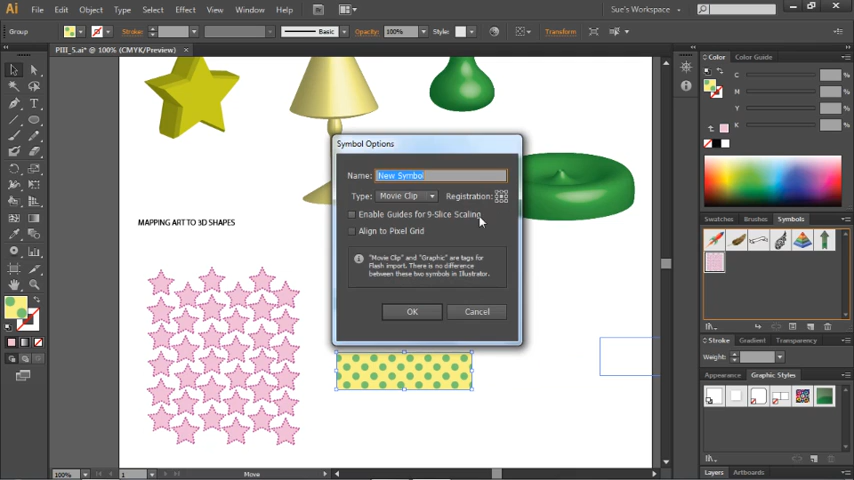 Ai File Edit Object Type Select Effect View Window Help Br Sue's Workspace
Group Stroke: Basic Opacity: 100% Style: Transform
PIII_5.ai* @ 100% (CMYK/Preview) ×
Color Color Guide
C %
M %
Y %
K %
Symbol Options
Name: New Symbol
Type: Movie Clip Registration:
Enable Guides for 9-Slice Scaling
Align to Pixel Grid
"Movie Clip" and "Graphic" are tags for
Flash import. There is no difference
between these two symbols in Illustrator.
OK Cancel
MAPPING ART TO 3D SHAPES
Swatches Brushes Symbols
Stroke Gradient Transparency
Weight:
Appearance Graphic Styles
Layers Artboards
100% 1 Move